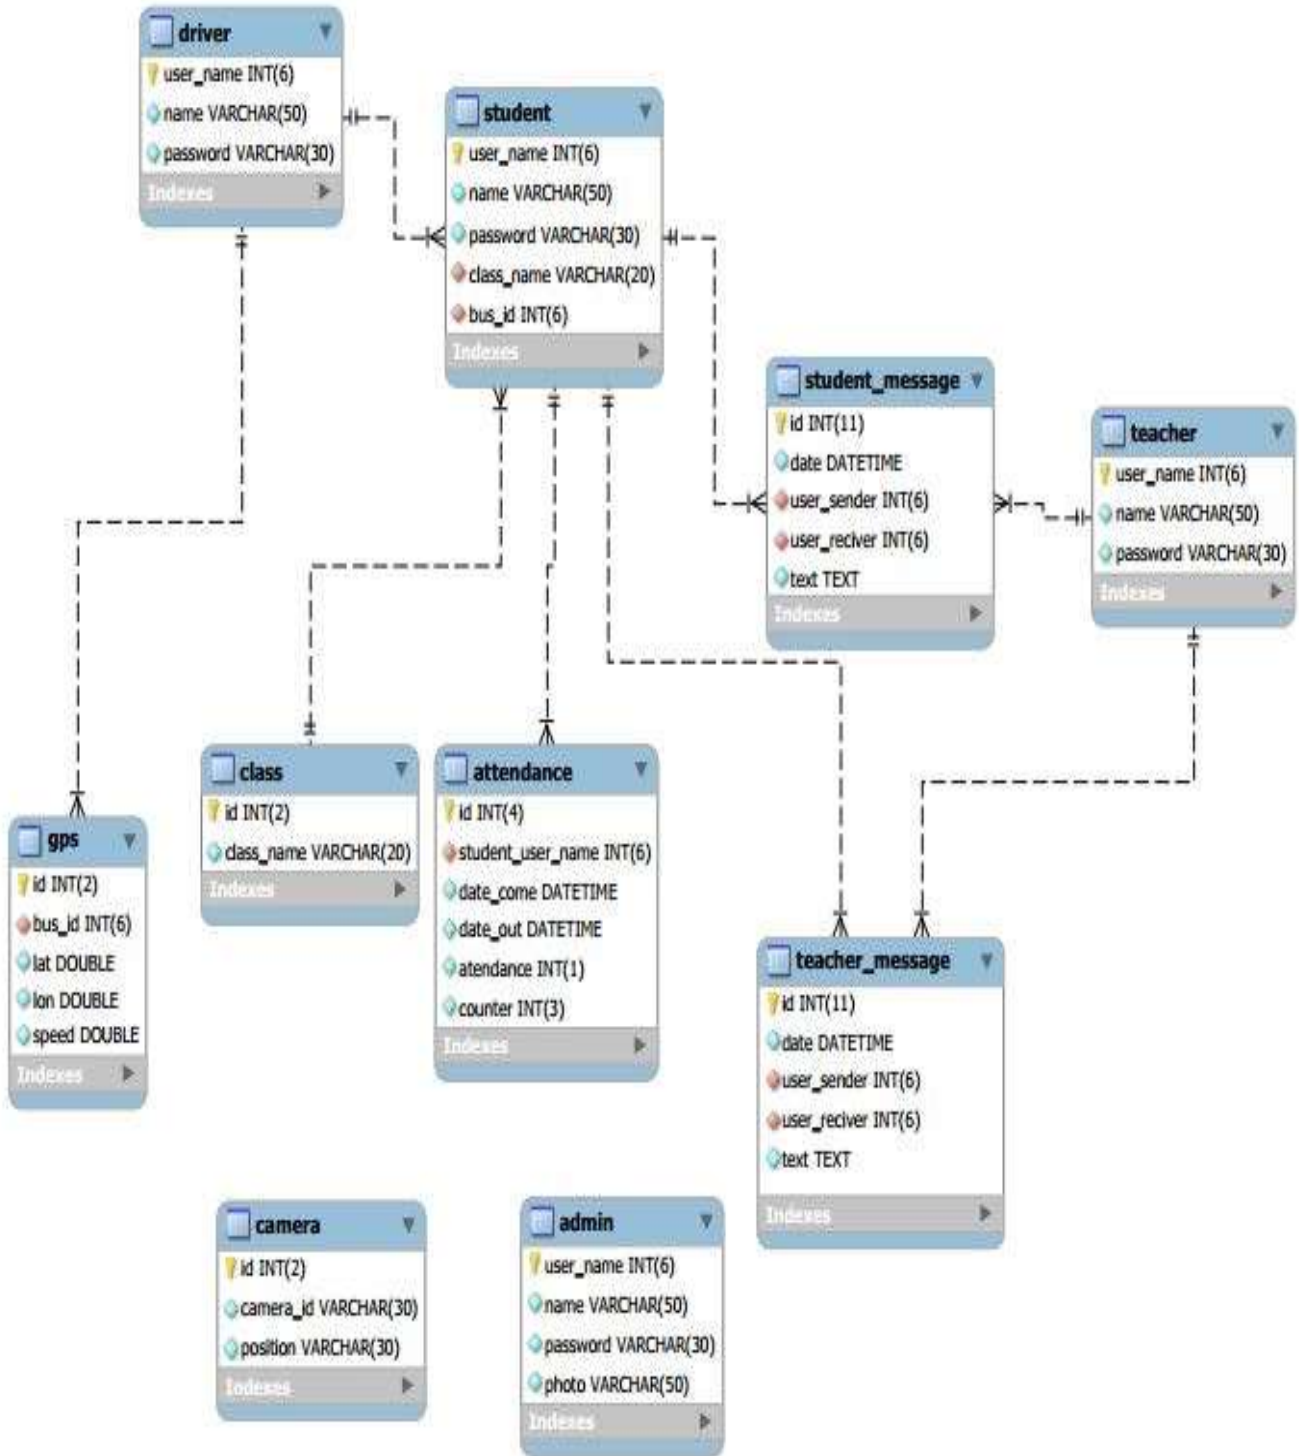 driver
user_name INT(6)
name VARCHAR(50)
password VARCHAR(30)
Indexes
student
user_name INT(6)
name VARCHAR(50)
password VARCHAR(30)
class_name VARCHAR(20)
bus_id INT(6)
Indexes
student_message
id INT(11)
date DATETIME
user_sender INT(6)
user_reciver INT(6)
text TEXT
Indexes
teacher
user_name INT(6)
name VARCHAR(50)
password VARCHAR(30)
Indexes
gps
id INT(2)
bus_id INT(6)
lat DOUBLE
lon DOUBLE
speed DOUBLE
Indexes
class
id INT(2)
class_name VARCHAR(20)
Indexes
attendance
id INT(4)
student_user_name INT(6)
date_come DATETIME
date_out DATETIME
atendance INT(1)
counter INT(3)
Indexes
teacher_message
id INT(11)
date DATETIME
user_sender INT(6)
user_reciver INT(6)
text TEXT
Indexes
camera
id INT(2)
camera_id VARCHAR(30)
position VARCHAR(30)
Indexes
admin
user_name INT(6)
name VARCHAR(50)
password VARCHAR(30)
photo VARCHAR(50)
Indexes